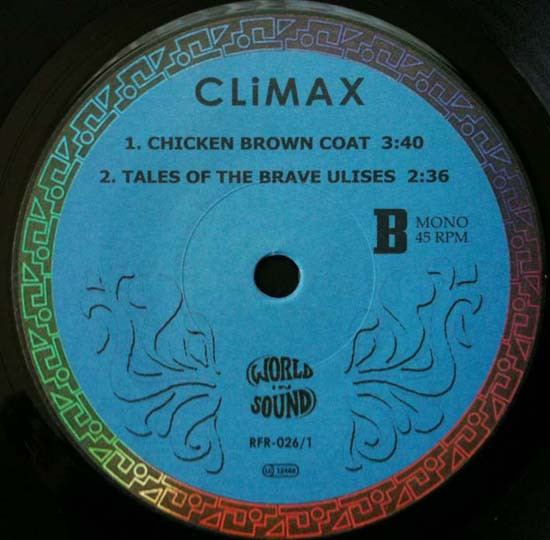 CLiMAX
1. CHICKEN BROWN COAT 3:40
2. TALES OF THE BRAVE ULISES 2:36
B
MONO
45 RPM
WORLD
in
SOUND
RFR-026/1
LC